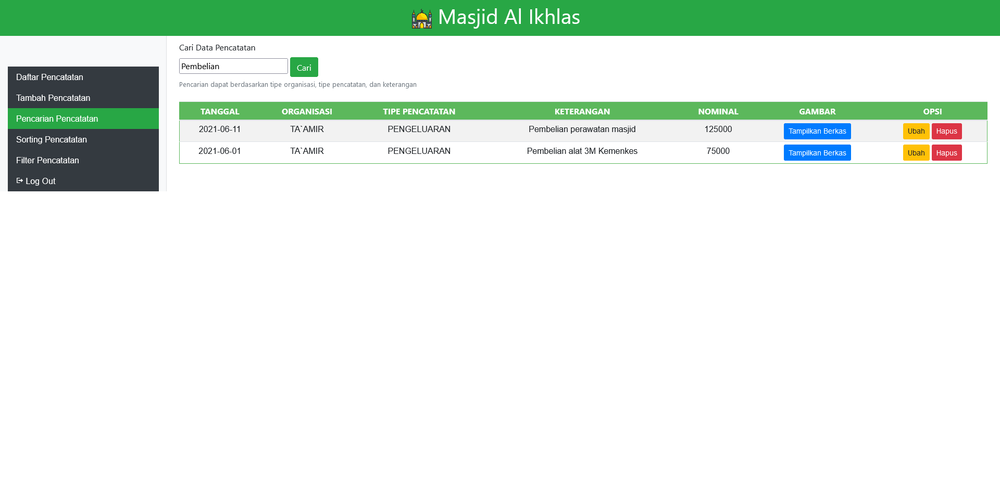 Masjid Al Ikhlas
Daftar Pencatatan
Tambah Pencatatan
Pencarian Pencatatan
Sorting Pencatatan
Filter Pencatatan
Log Out
Cari Data Pencatatan
Pembelian Cari
Pencarian dapat berdasarkan tipe organisasi, tipe pencatatan, dan keterangan
TANGGAL ORGANISASI TIPE PENCATATAN KETERANGAN NOMINAL GAMBAR OPSI
2021-06-11 TA`AMIR PENGELUARAN Pembelian perawatan masjid 125000 Tampilkan Berkas Ubah Hapus
2021-06-01 TA`AMIR PENGELUARAN Pembelian alat 3M Kemenkes 75000 Tampilkan Berkas Ubah Hapus